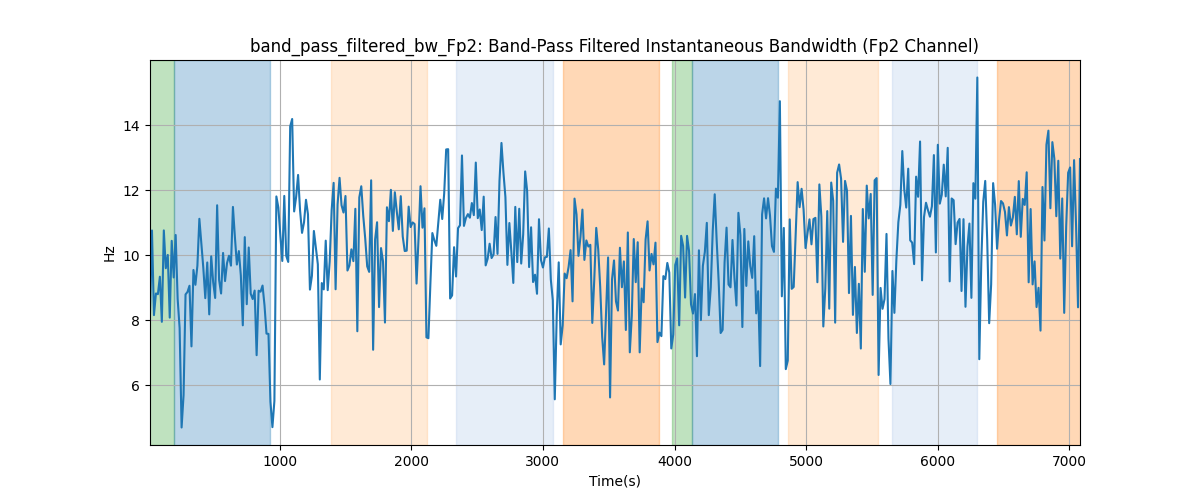 band_pass_filtered_bw_Fp2: Band-Pass Filtered Instantaneous Bandwidth (Fp2 Channel)
14
12
10
8
6
Hz
1000 2000 3000 4000 5000 6000 7000
Time(s)